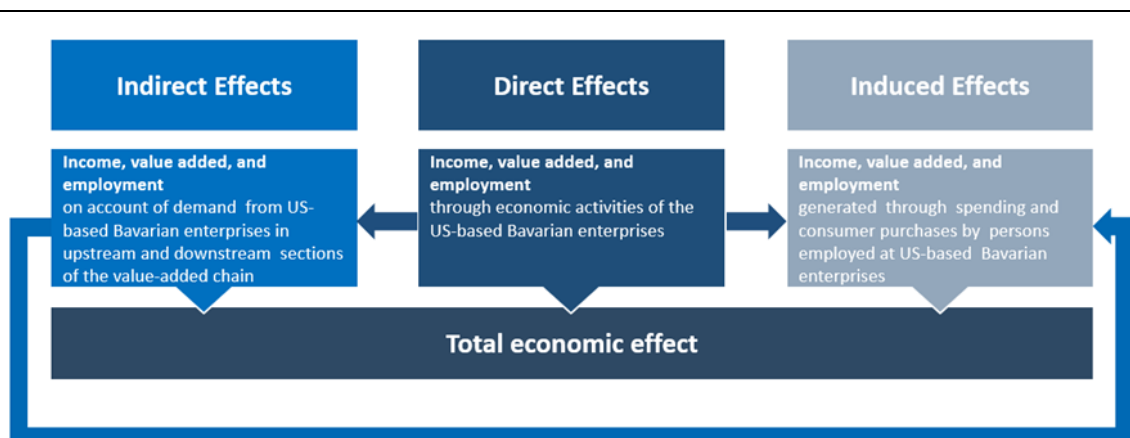 Indirect Effects
Direct Effects
Induced Effects
Income, value added, and
employment
on account of demand from US-
based Bavarian enterprises in
upstream and downstream sections
of the value-added chain
Income, value added, and
employment
through economic activities of the
US-based Bavarian enterprises
Income, value added, and
employment
generated through spending and
consumer purchases by persons
employed at US-based Bavarian
enterprises
Total economic effect